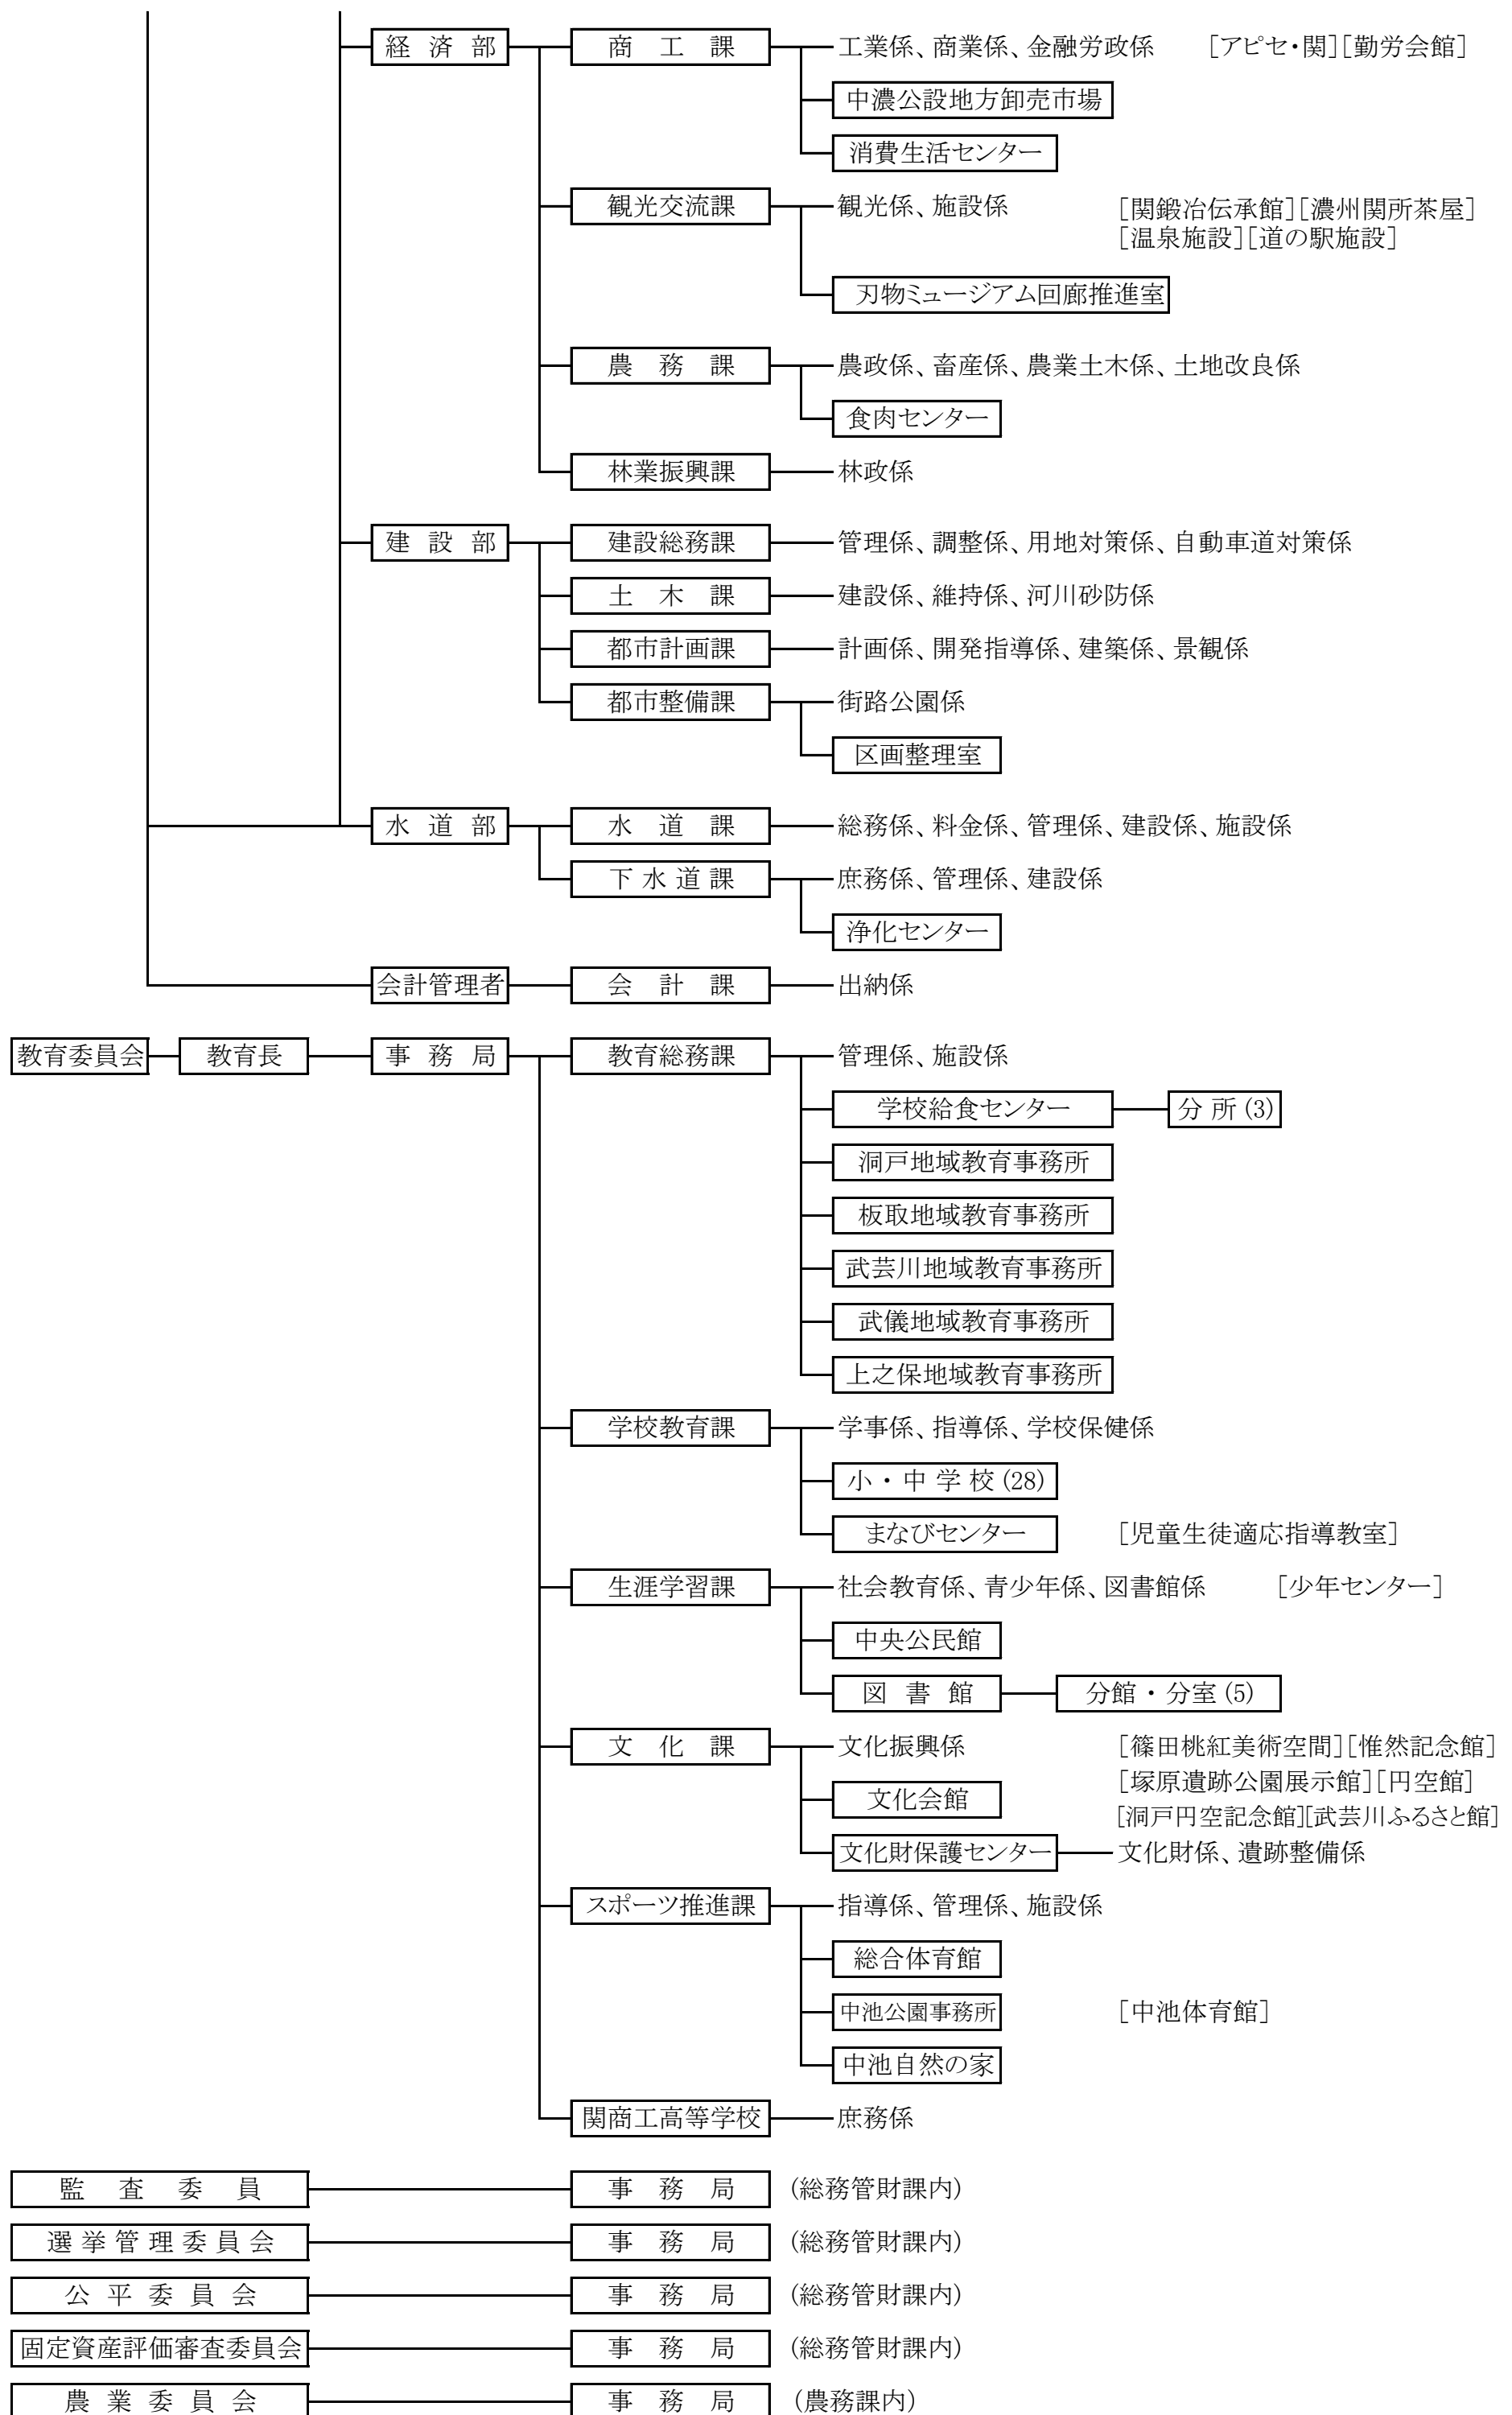 経済部 商工課 工業係、商業係、金融労政係 [アピセ・関][勤労会館]
中濃公設地方卸売市場
消費生活センター
観光交流課 観光係、施設係 [関鍛冶伝承館][濃州関所茶屋]
[温泉施設][道の駅施設]
刃物ミュージアム回廊推進室
農務課 農政係、畜産係、農業土木係、土地改良係
食肉センター
林業振興課 林政係
建設部 建設総務課 管理係、調整係、用地対策係、自動車道対策係
土木課 建設係、維持係、河川砂防係
都市計画課 計画係、開発指導係、建築係、景観係
都市整備課 街路公園係
区画整理室
水道部 水道課 総務係、料金係、管理係、建設係、施設係
下水道課 庶務係、管理係、建設係
浄化センター
会計管理者 会計課 出納係
教育委員会 教育長 事務局 教育総務課 管理係、施設係
学校給食センター 分所(3)
洞戸地域教育事務所
板取地域教育事務所
武芸川地域教育事務所
武儀地域教育事務所
上之保地域教育事務所
学校教育課 学事係、指導係、学校保健係
小・中学校(28)
まなびセンター [児童生徒適応指導教室]
生涯学習課 社会教育係、青少年係、図書館係 [少年センター]
中央公民館
図書館 分館・分室(5)
文化課 文化振興係 [篠田桃紅美術空間][惟然記念館]
[塚原遺跡公園展示館][円空館]
文化会館
[洞戸円空記念館][武芸川ふるさと館]
文化財保護センター 文化財係、遺跡整備係
スポーツ推進課 指導係、管理係、施設係
総合体育館
中池公園事務所 [中池体育館]
中池自然の家
関商工高等学校 庶務係
監査委員 事務局 (総務管財課内)
選挙管理委員会 事務局 (総務管財課内)
公平委員会 事務局 (総務管財課内)
固定資産評価審査委員会 事務局 (総務管財課内)
農業委員会 事務局 (農務課内)